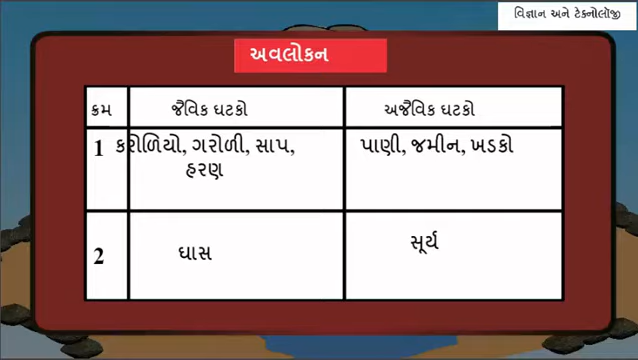 વિજ્ઞાન અને ટેક્નોલૉજી
અવલોકન
ક્રમ જૈવિક ઘટકો અજૈવિક ઘટકો
1 કરોળિયો, ગરોળી, સાપ, પાણી, જમીન, ખડકો
હરણ
2 ઘાસ સૂર્ય